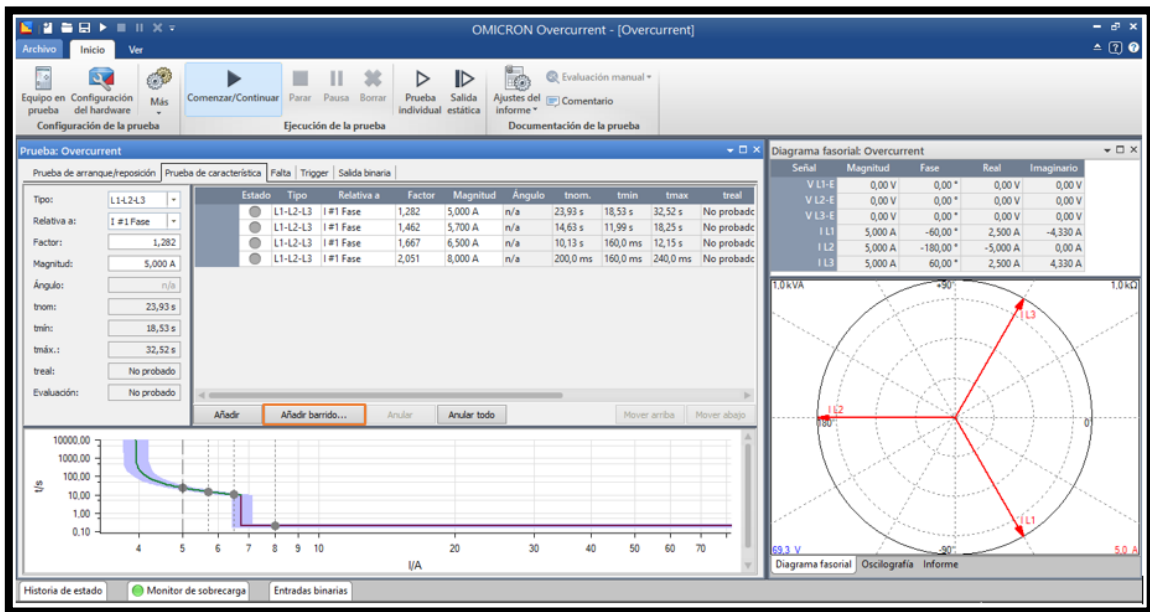 OMICRON Overcurrent - [Overcurrent]
Archivo Inicio Ver
Equipo en prueba
Configuración del hardware
Más
Configuración de la prueba
Comenzar/Continuar Parar Pausa Borrar
Prueba individual
Salida estática
Ejecución de la prueba
Ajustes del informe
Evaluación manual
Comentario
Documentación de la prueba
Prueba: Overcurrent
Prueba de arranque/reposición Prueba de característica Falta Trigger Salida binaria
Tipo: L1-L2-L3
Relativa a: I #1 Fase
Factor: 1,282
Magnitud: 5,000 A
Ángulo: n/a
tnom: 23,93 s
tmín: 18,53 s
tmáx.: 32,52 s
treal: No probado
Evaluación: No probado
Estado Tipo Relativa a Factor Magnitud Ángulo tnom. tmin tmax treal
L1-L2-L3 I #1 Fase 1,282 5,000 A n/a 23,93 s 18,53 s 32,52 s No probadc
L1-L2-L3 I #1 Fase 1,462 5,700 A n/a 14,63 s 11,99 s 18,25 s No probadc
L1-L2-L3 I #1 Fase 1,667 6,500 A n/a 10,13 s 160,0 ms 12,15 s No probadc
L1-L2-L3 I #1 Fase 2,051 8,000 A n/a 200,0 ms 160,0 ms 240,0 ms No probadc
Añadir Añadir barrido... Anular Anular todo Mover arriba Mover abajo
t/s
10000,00
1000,00
100,00
10,00
1,00
0,10
4 5 6 7 8 9 10 20 30 40 50 60 70
I/A
Diagrama fasorial: Overcurrent
Señal Magnitud Fase Real Imaginario
V L1-E 0,00 V 0,00 ° 0,00 V 0,00 V
V L2-E 0,00 V 0,00 ° 0,00 V 0,00 V
V L3-E 0,00 V 0,00 ° 0,00 V 0,00 V
I L1 5,000 A -60,00 ° 2,500 A -4,330 A
I L2 5,000 A -180,00 ° -5,000 A 0,00 A
I L3 5,000 A 60,00 ° 2,500 A 4,330 A
1,0 kVA +90° 1,0 kΩ
I L3
I L2
180° 0°
I L1
69,3 V -90° 5,0 A
Diagrama fasorial Oscilografía Informe
Historia de estado Monitor de sobrecarga Entradas binarias